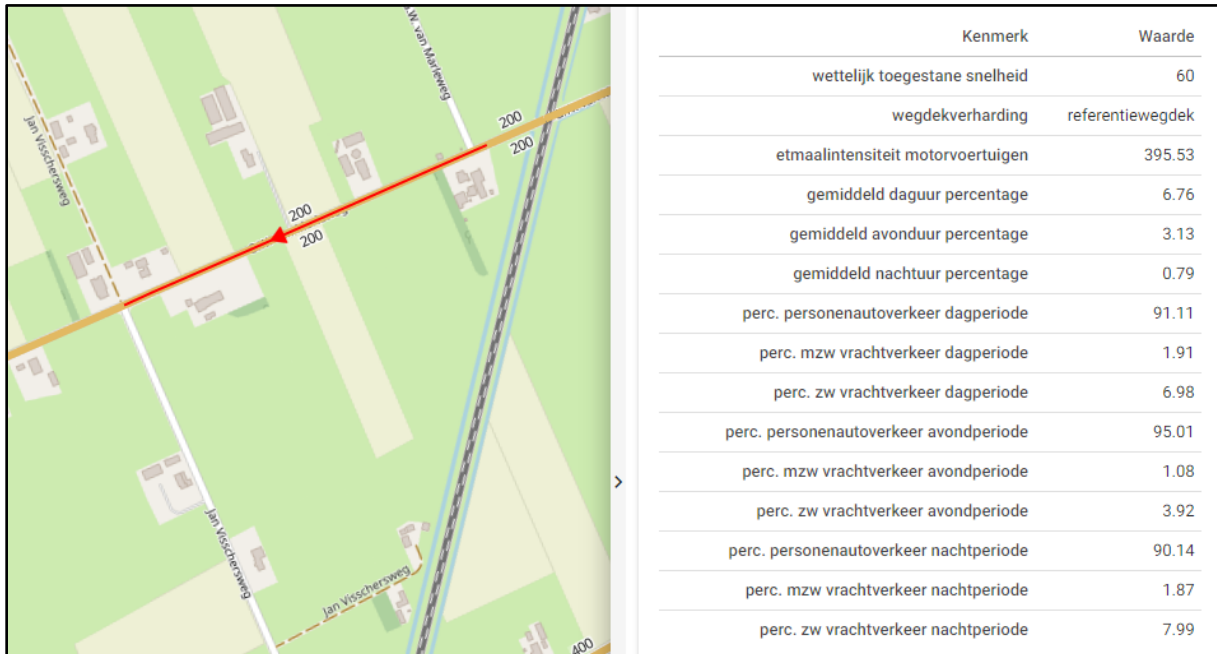 J.W. van Marleweg
Jan Visschersweg
200
200
200
200
Jan Visschersweg
Jan Visschersweg
400
Kenmerk Waarde
wettelijk toegestane snelheid 60
wegdekverharding referentiewegdek
etmaalintensiteit motorvoertuigen 395.53
gemiddeld daguur percentage 6.76
gemiddeld avonduur percentage 3.13
gemiddeld nachtuur percentage 0.79
perc. personenautoverkeer dagperiode 91.11
perc. mzw vrachtverkeer dagperiode 1.91
perc. zw vrachtverkeer dagperiode 6.98
perc. personenautoverkeer avondperiode 95.01
perc. mzw vrachtverkeer avondperiode 1.08
perc. zw vrachtverkeer avondperiode 3.92
perc. personenautoverkeer nachtperiode 90.14
perc. mzw vrachtverkeer nachtperiode 1.87
perc. zw vrachtverkeer nachtperiode 7.99